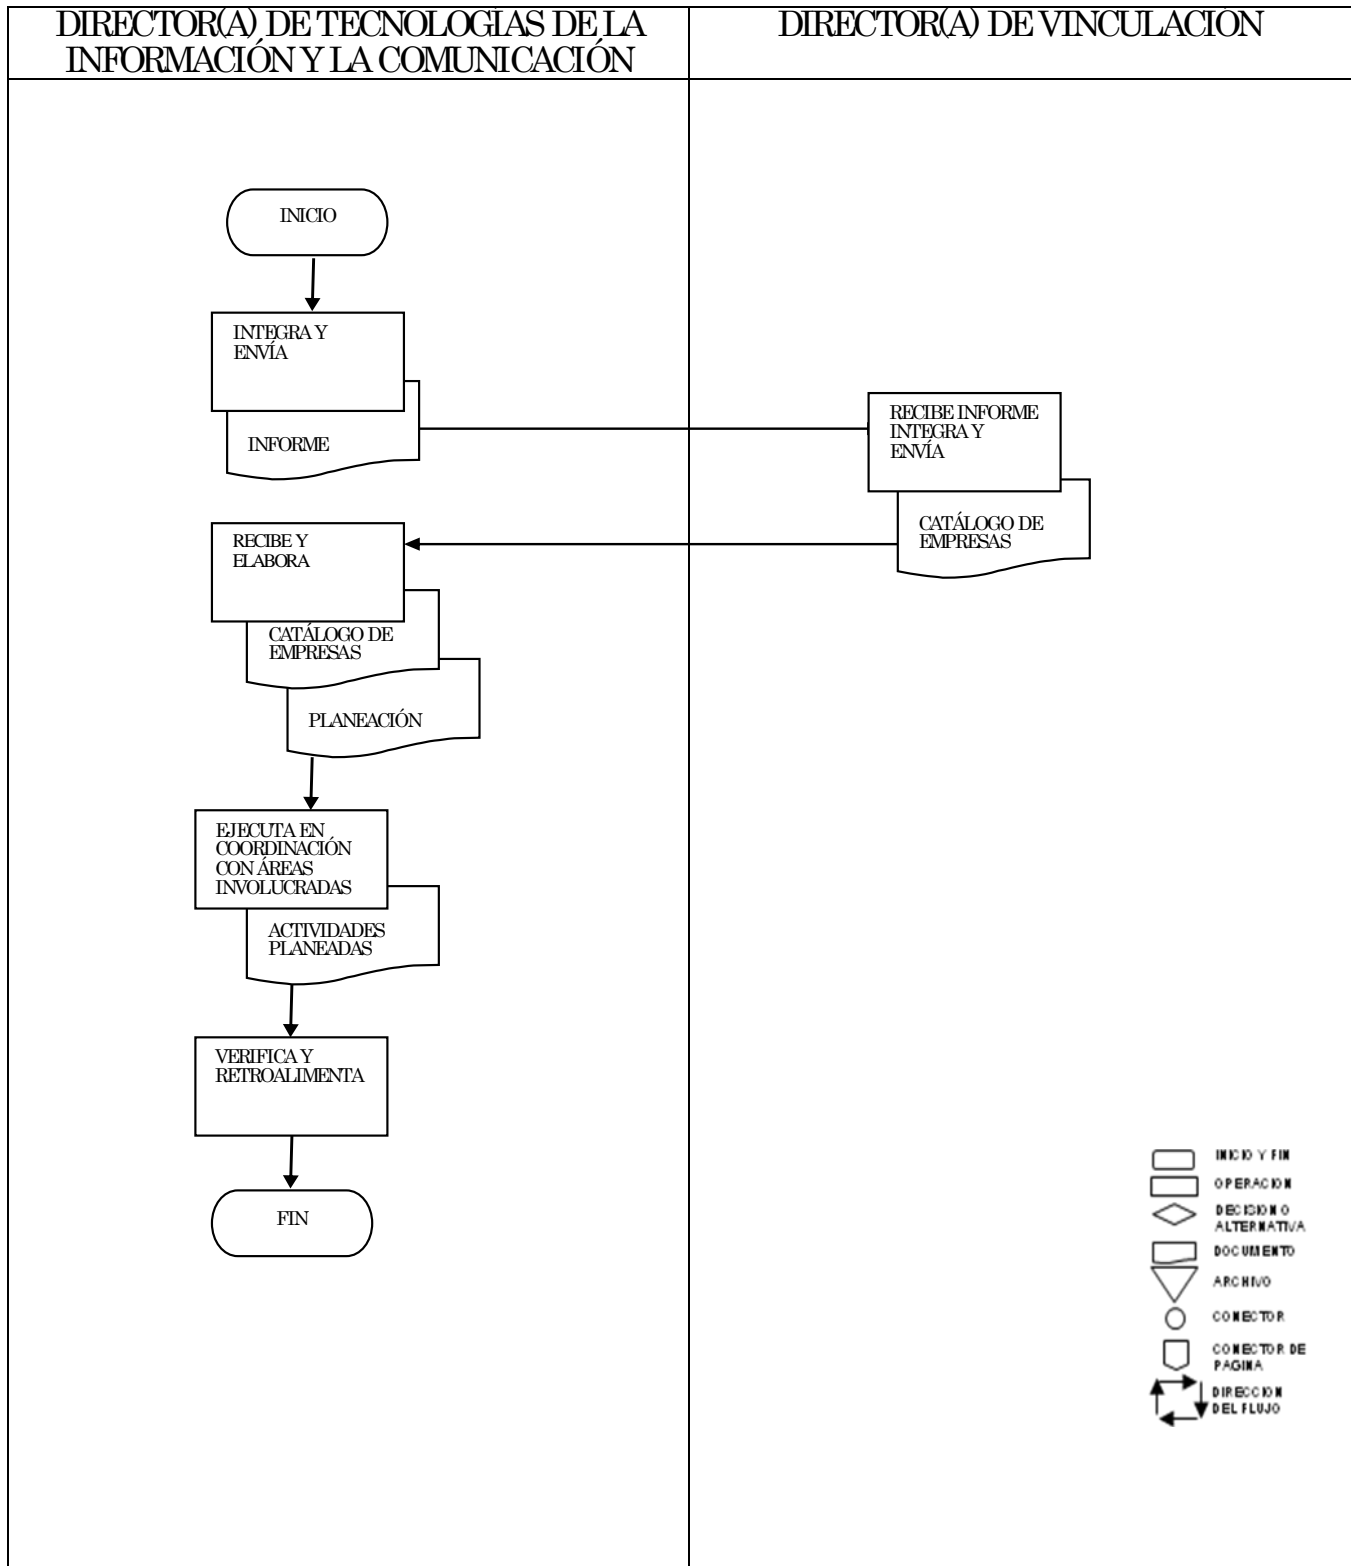 DIRECTOR(A) DE TECNOLOGÍAS DE LA
INFORMACIÓN Y LA COMUNICACIÓN
DIRECTOR(A) DE VINCULACIÓN
INICIO
INTEGRA Y
ENVÍA
INFORME
RECIBE INFORME
INTEGRA Y
ENVÍA
CATÁLOGO DE
EMPRESAS
RECIBE Y
ELABORA
CATÁLOGO DE
EMPRESAS
PLANEACIÓN
EJECUTA EN
COORDINACIÓN
CON ÁREAS
INVOLUCRADAS
ACTIVIDADES
PLANEADAS
VERIFICA Y
RETROALIMENTA
FIN
INICIO Y FIN
OPERACION
DECISION O
ALTERNATIVA
DOCUMENTO
ARCHIVO
CONECTOR
CONECTOR DE
PAGINA
DIRECCION
DEL FLUJO